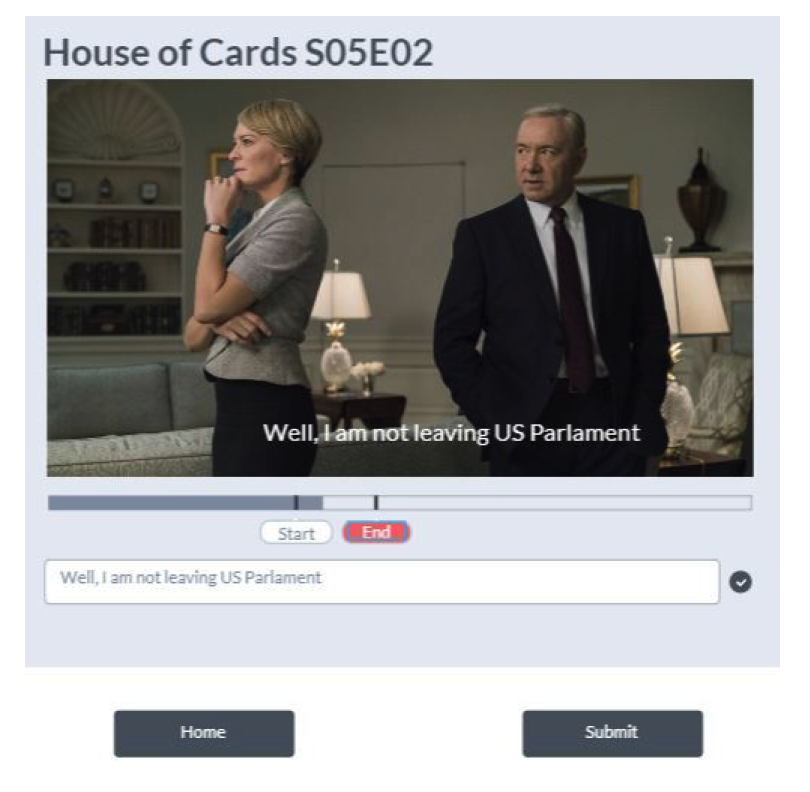 House of Cards S05E02
Well, I am not leaving US Parlament
Start End
Well, I am not leaving US Parlament
Home Submit